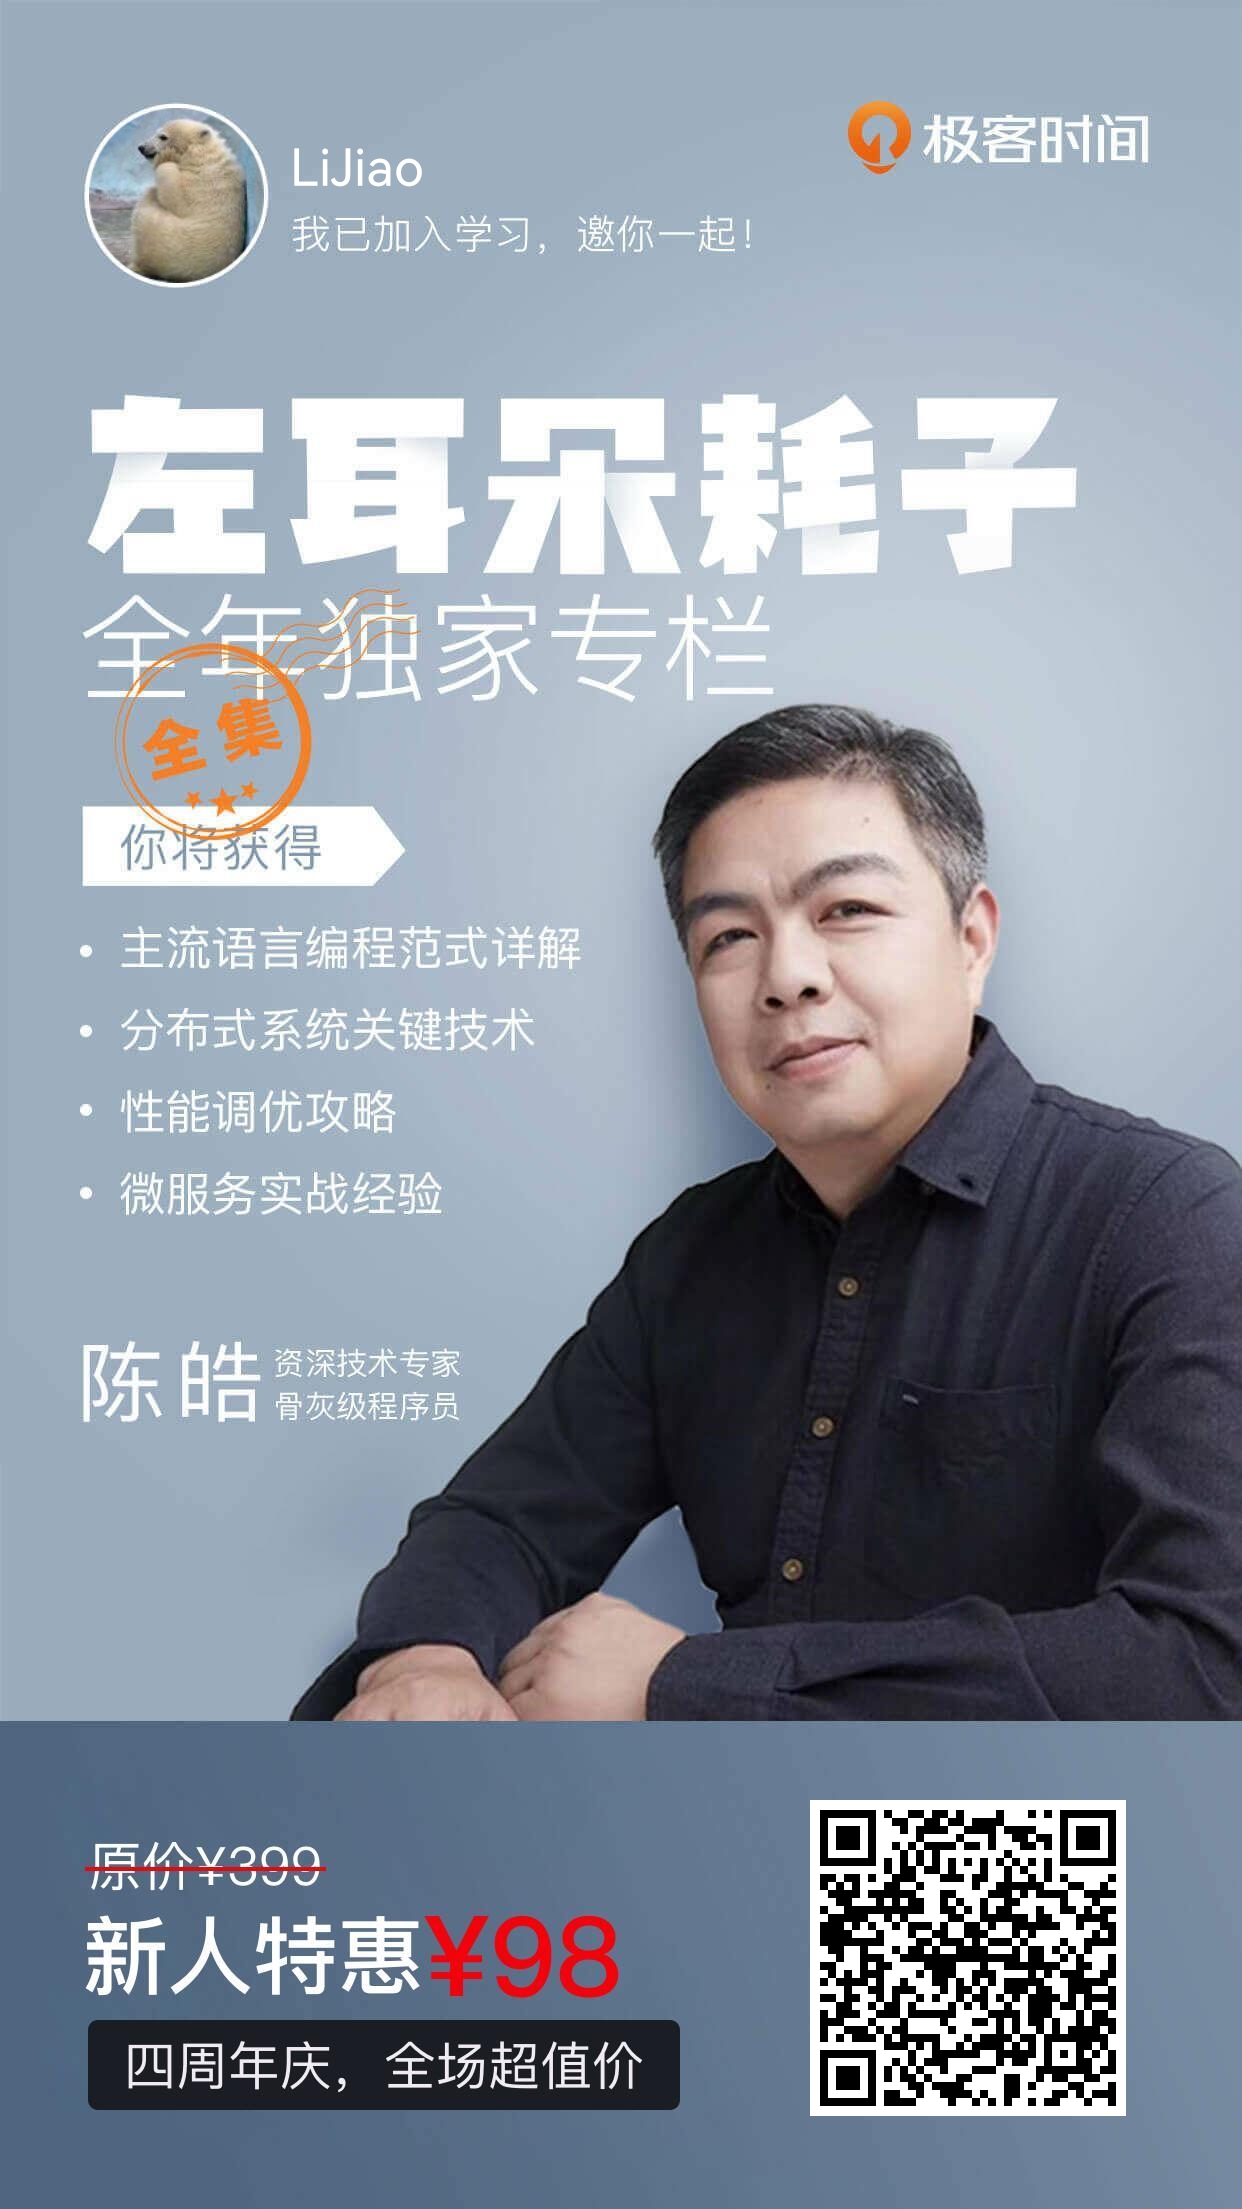 LiJiao
我已加入学习，邀你一起！
极客时间
左耳朵耗子
全年独家专栏
全集
你将获得
• 主流语言编程范式详解
• 分布式系统关键技术
• 性能调优攻略
• 微服务实战经验
陈皓
资深技术专家
骨灰级程序员
原价¥399
新人特惠¥98
四周年庆，全场超值价